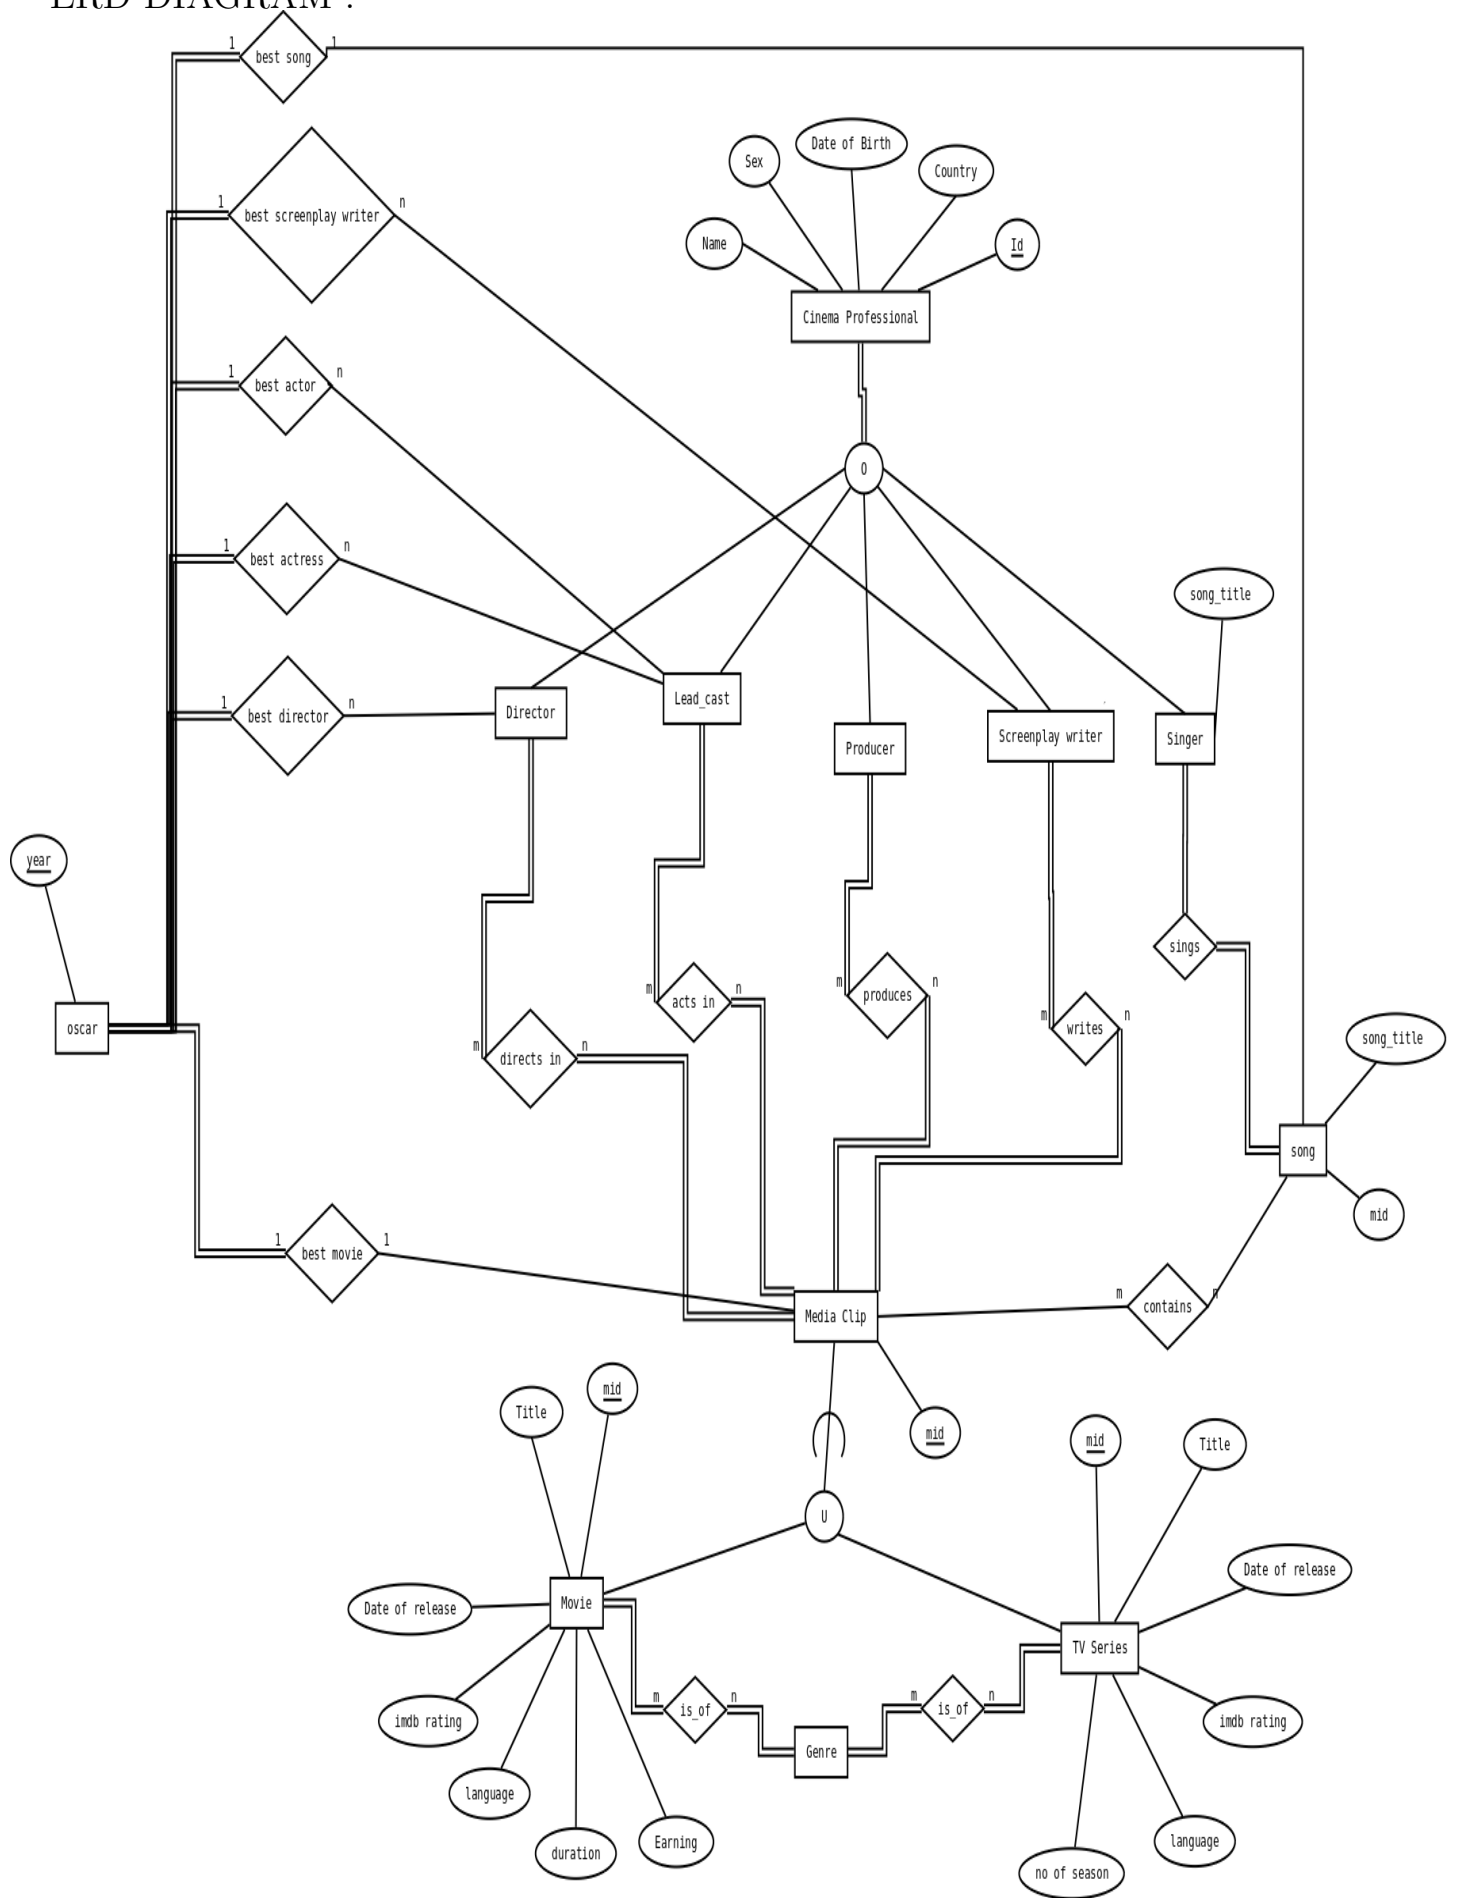 ERD DIAGRAM :
1
best song
1
Sex
Date of Birth
Country
Name
Id
1
best screenplay writer
n
Cinema Professional
1
best actor
n
O
1
best actress
n
song_title
1
best director
n
Director
Lead_cast
Producer
Screenplay writer
Singer
year
oscar
m
directs in
n
m
acts in
n
m
produces
n
m
writes
n
sings
song_title
song
mid
1
best movie
1
Media Clip
m
contains
n
mid
Title
mid
mid
Title
U
Date of release
Movie
Date of release
TV Series
imdb rating
m
is_of
n
Genre
m
is_of
n
imdb rating
language
duration
Earning
no of season
language